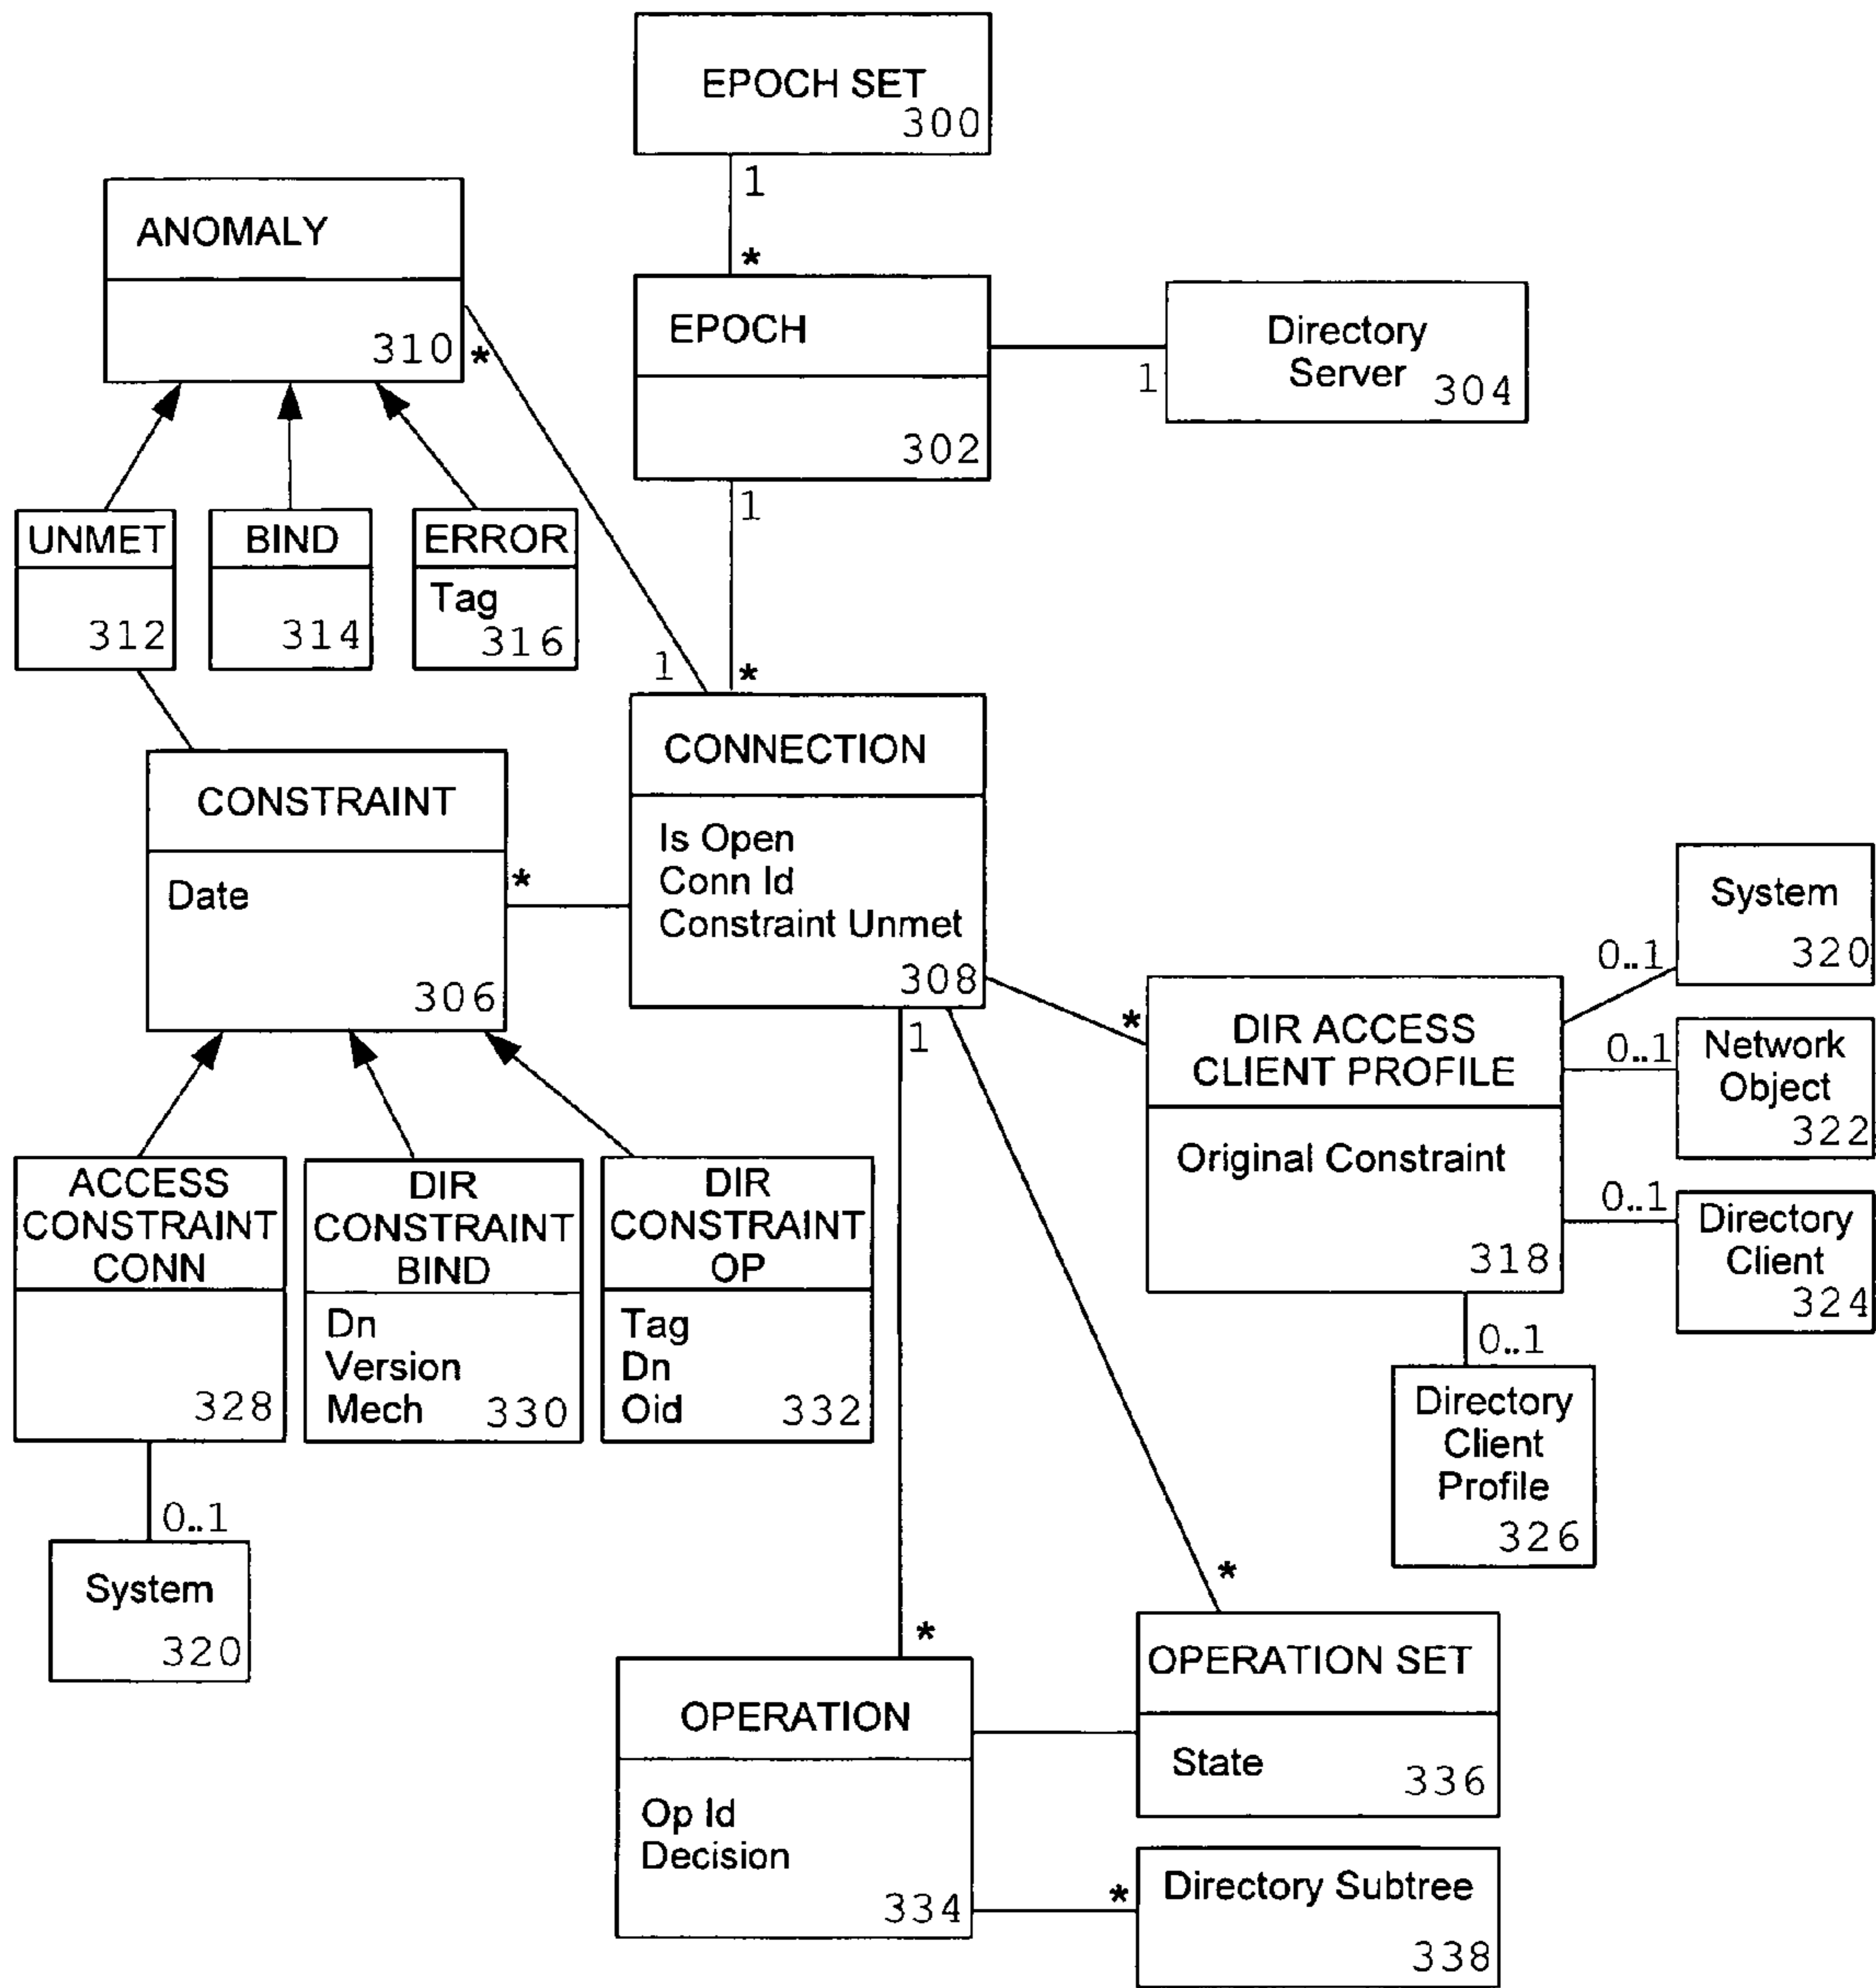 EPOCH SET
300
1
*
ANOMALY
310
*
EPOCH
302
1
Directory
Server
304
1
UNMET
312
BIND
314
ERROR
Tag
316
1
*
CONSTRAINT
Date
306
*
CONNECTION
Is Open
Conn Id
Constraint Unmet
308
1
*
DIR ACCESS
CLIENT PROFILE
Original Constraint
318
0..1
System
320
0..1
Network
Object
322
0..1
Directory
Client
324
0..1
Directory
Client
Profile
326
ACCESS
CONSTRAINT
CONN
328
DIR
CONSTRAINT
BIND
Dn
Version
Mech
330
DIR
CONSTRAINT
OP
Tag
Dn
Oid
332
0..1
System
320
*
*
OPERATION
Op Id
Decision
334
OPERATION SET
State
336
*
Directory Subtree
338